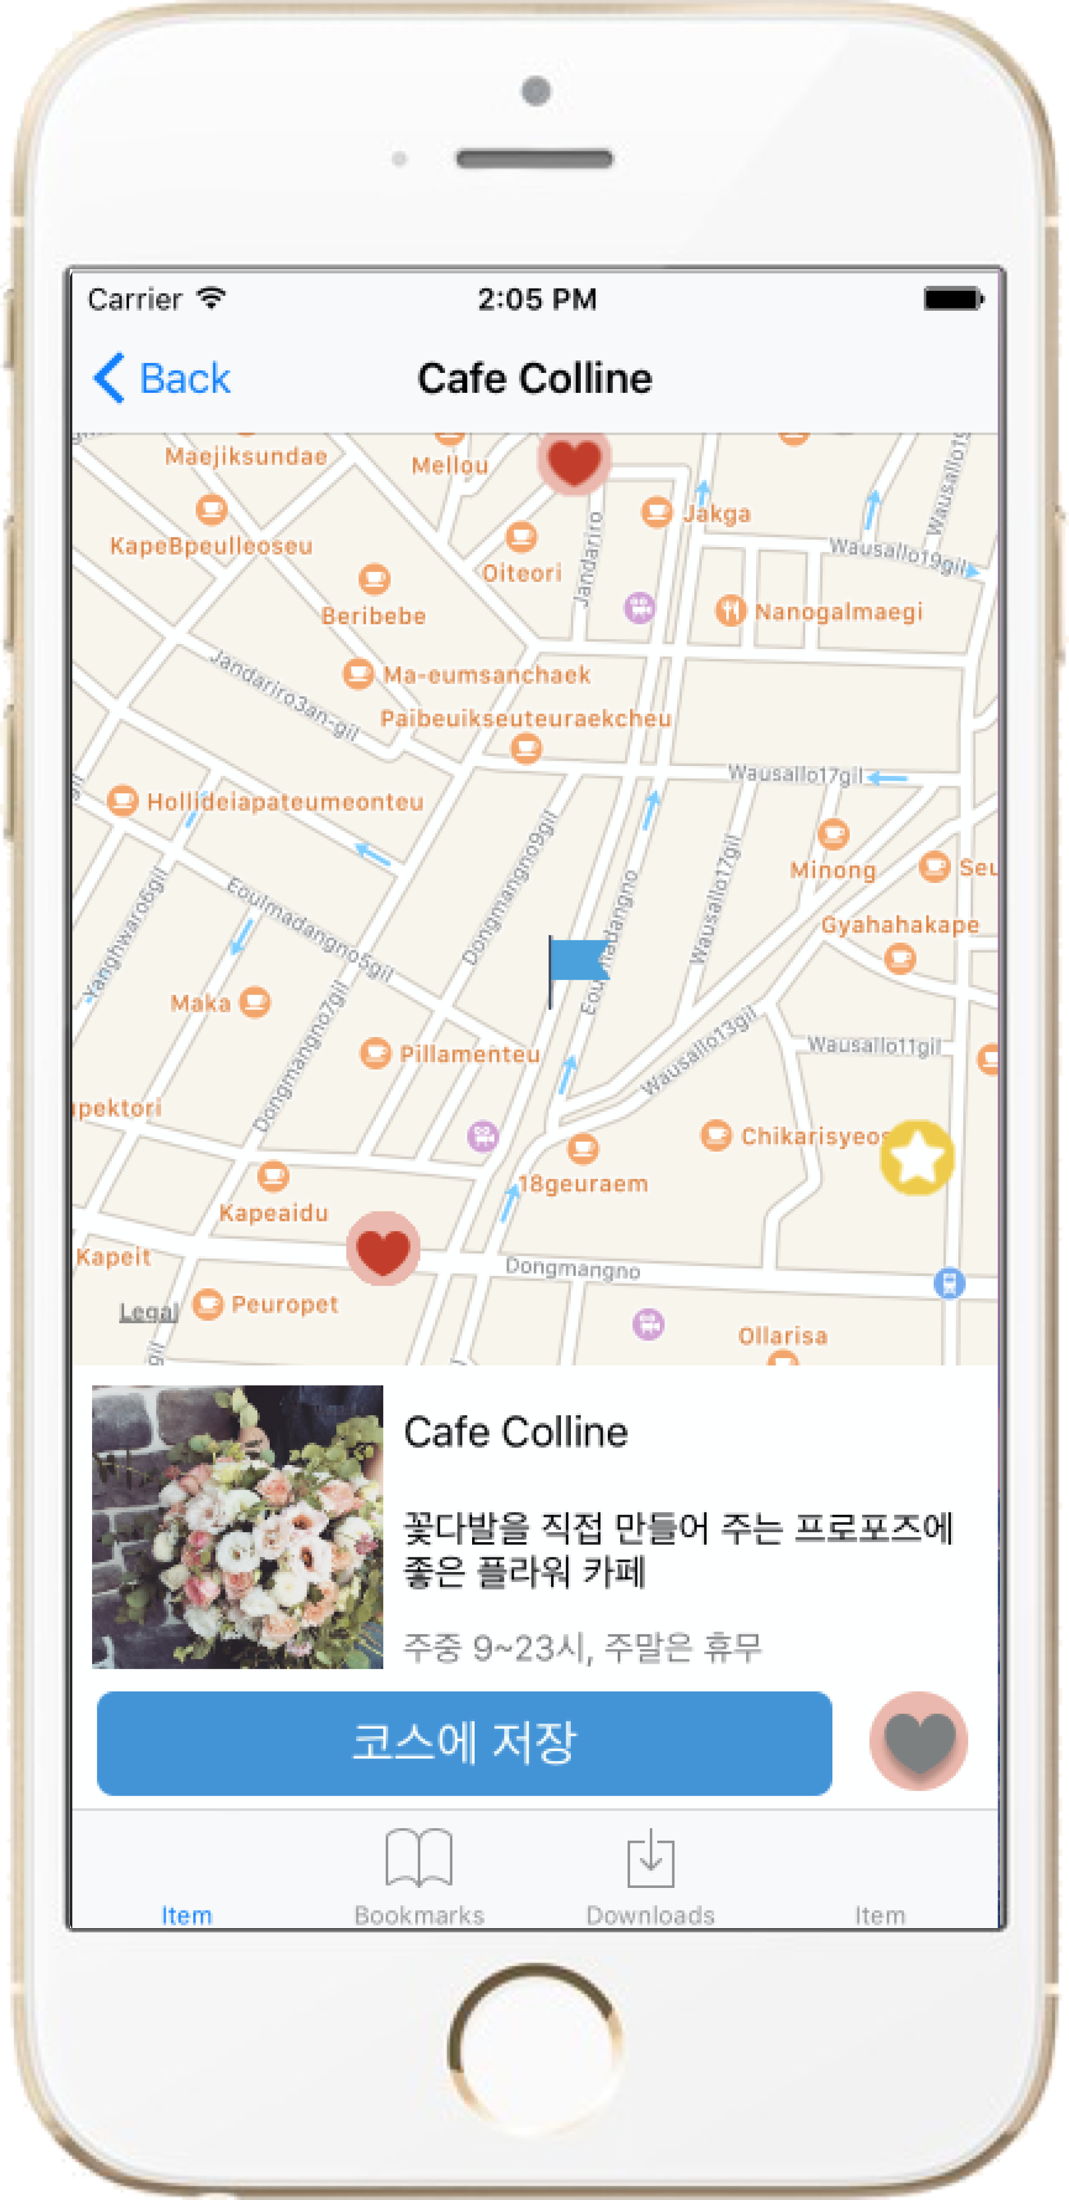 Carrier
2:05 PM
Back
Cafe Colline
Maejiksundae
Mellou
KapeBpeulleoseu
Oiteori
Jandariro
Jakga
Wausallo19
Wausallo19gil
Beribebe
Nanogalmaegi
Jandariro3an-gil
Ma-eumsanchaek
Paibeuikseuteuraekcheu
Wausallo17gil
Hollideiapateumeonteu
Dongmangno9gil
Minong
Seu
Yanghwaro6gil
Eoulmadangno5gil
Wausallo17gil
Gyahahakape
Maka
Dongmangno7gil
Pillamenteu
Wausallo13gil
Wausallo11gil
upektori
Chikarisyeos
18geuraem
Kapeaidu
Kapeit
Dongmangno
Legal
Peuropet
gil
Ollarisa
Cafe Colline
꽃다발을 직접 만들어 주는 프로포즈에
좋은 플라워 카페
주중 9~23시, 주말은 휴무
코스에 저장
Item
Bookmarks
Downloads
Item